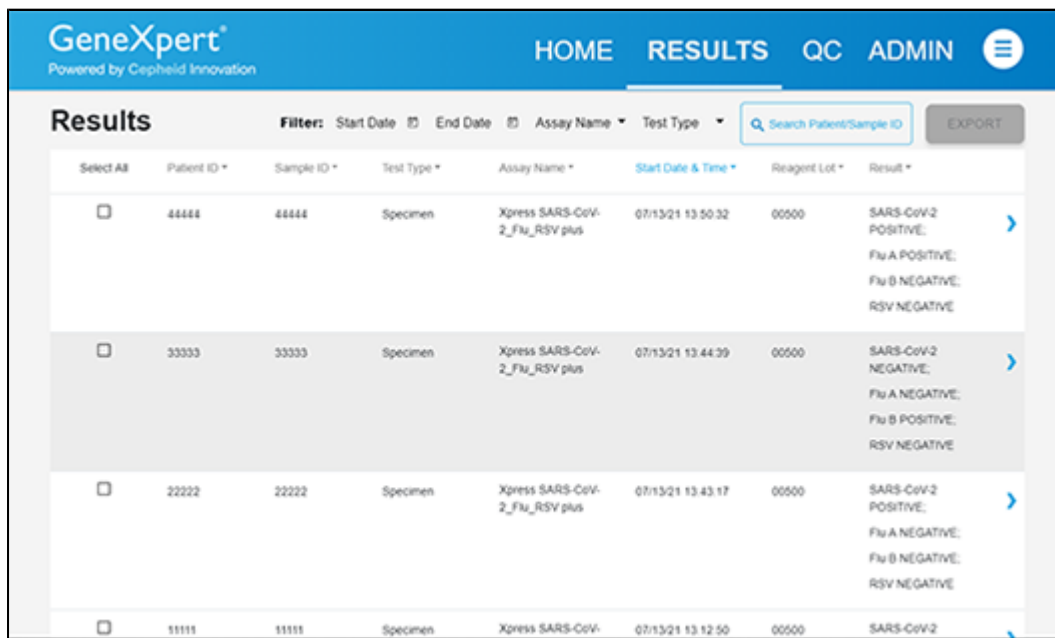 GeneXpert®
Powered by Cepheid Innovation
HOME RESULTS QC ADMIN
Results Filter: Start Date End Date Assay Name Test Type Search Patient/Sample ID EXPORT
Select All Patient ID Sample ID Test Type Assay Name Start Date & Time Reagent Lot Result
44444 44444 Specimen Xpress SARS-CoV- 07/13/21 13:50:32 00500 SARS-CoV-2
2_Flu_RSV plus POSITIVE;
Flu A POSITIVE;
Flu B NEGATIVE;
RSV NEGATIVE
33333 33333 Specimen Xpress SARS-CoV- 07/13/21 13:44:39 00500 SARS-CoV-2
2_Flu_RSV plus NEGATIVE;
Flu A NEGATIVE;
Flu B POSITIVE;
RSV NEGATIVE
22222 22222 Specimen Xpress SARS-CoV- 07/13/21 13:43:17 00500 SARS-CoV-2
2_Flu_RSV plus POSITIVE;
Flu A NEGATIVE;
Flu B NEGATIVE;
RSV NEGATIVE
11111 11111 Specimen Xpress SARS-CoV- 07/13/21 13:12:50 00500 SARS-CoV-2